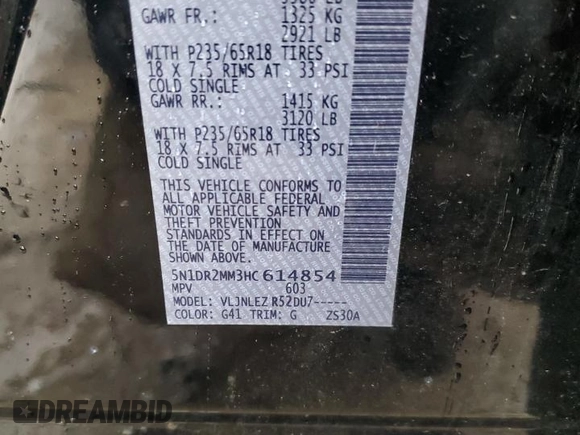 GAWR FR.: 1325 KG
2921 LB
WITH P235/65R18 TIRES
18 X 7.5 RIMS AT 33 PSI
COLD SINGLE
GAWR RR.: 1415 KG
3120 LB
WITH P235/65R18 TIRES
18 X 7.5 RIMS AT 33 PSI
COLD SINGLE
THIS VEHICLE CONFORMS TO
ALL APPLICABLE FEDERAL
MOTOR VEHICLE SAFETY AND
THEFT PREVENTION
STANDARDS IN EFFECT ON
THE DATE OF MANUFACTURE
SHOWN ABOVE.
5N1DR2MM3HC614854
MPV 603
MODEL: VLJNLEZ R52DU7-----
COLOR: G41 TRIM: G ZS30A
DREAMBID